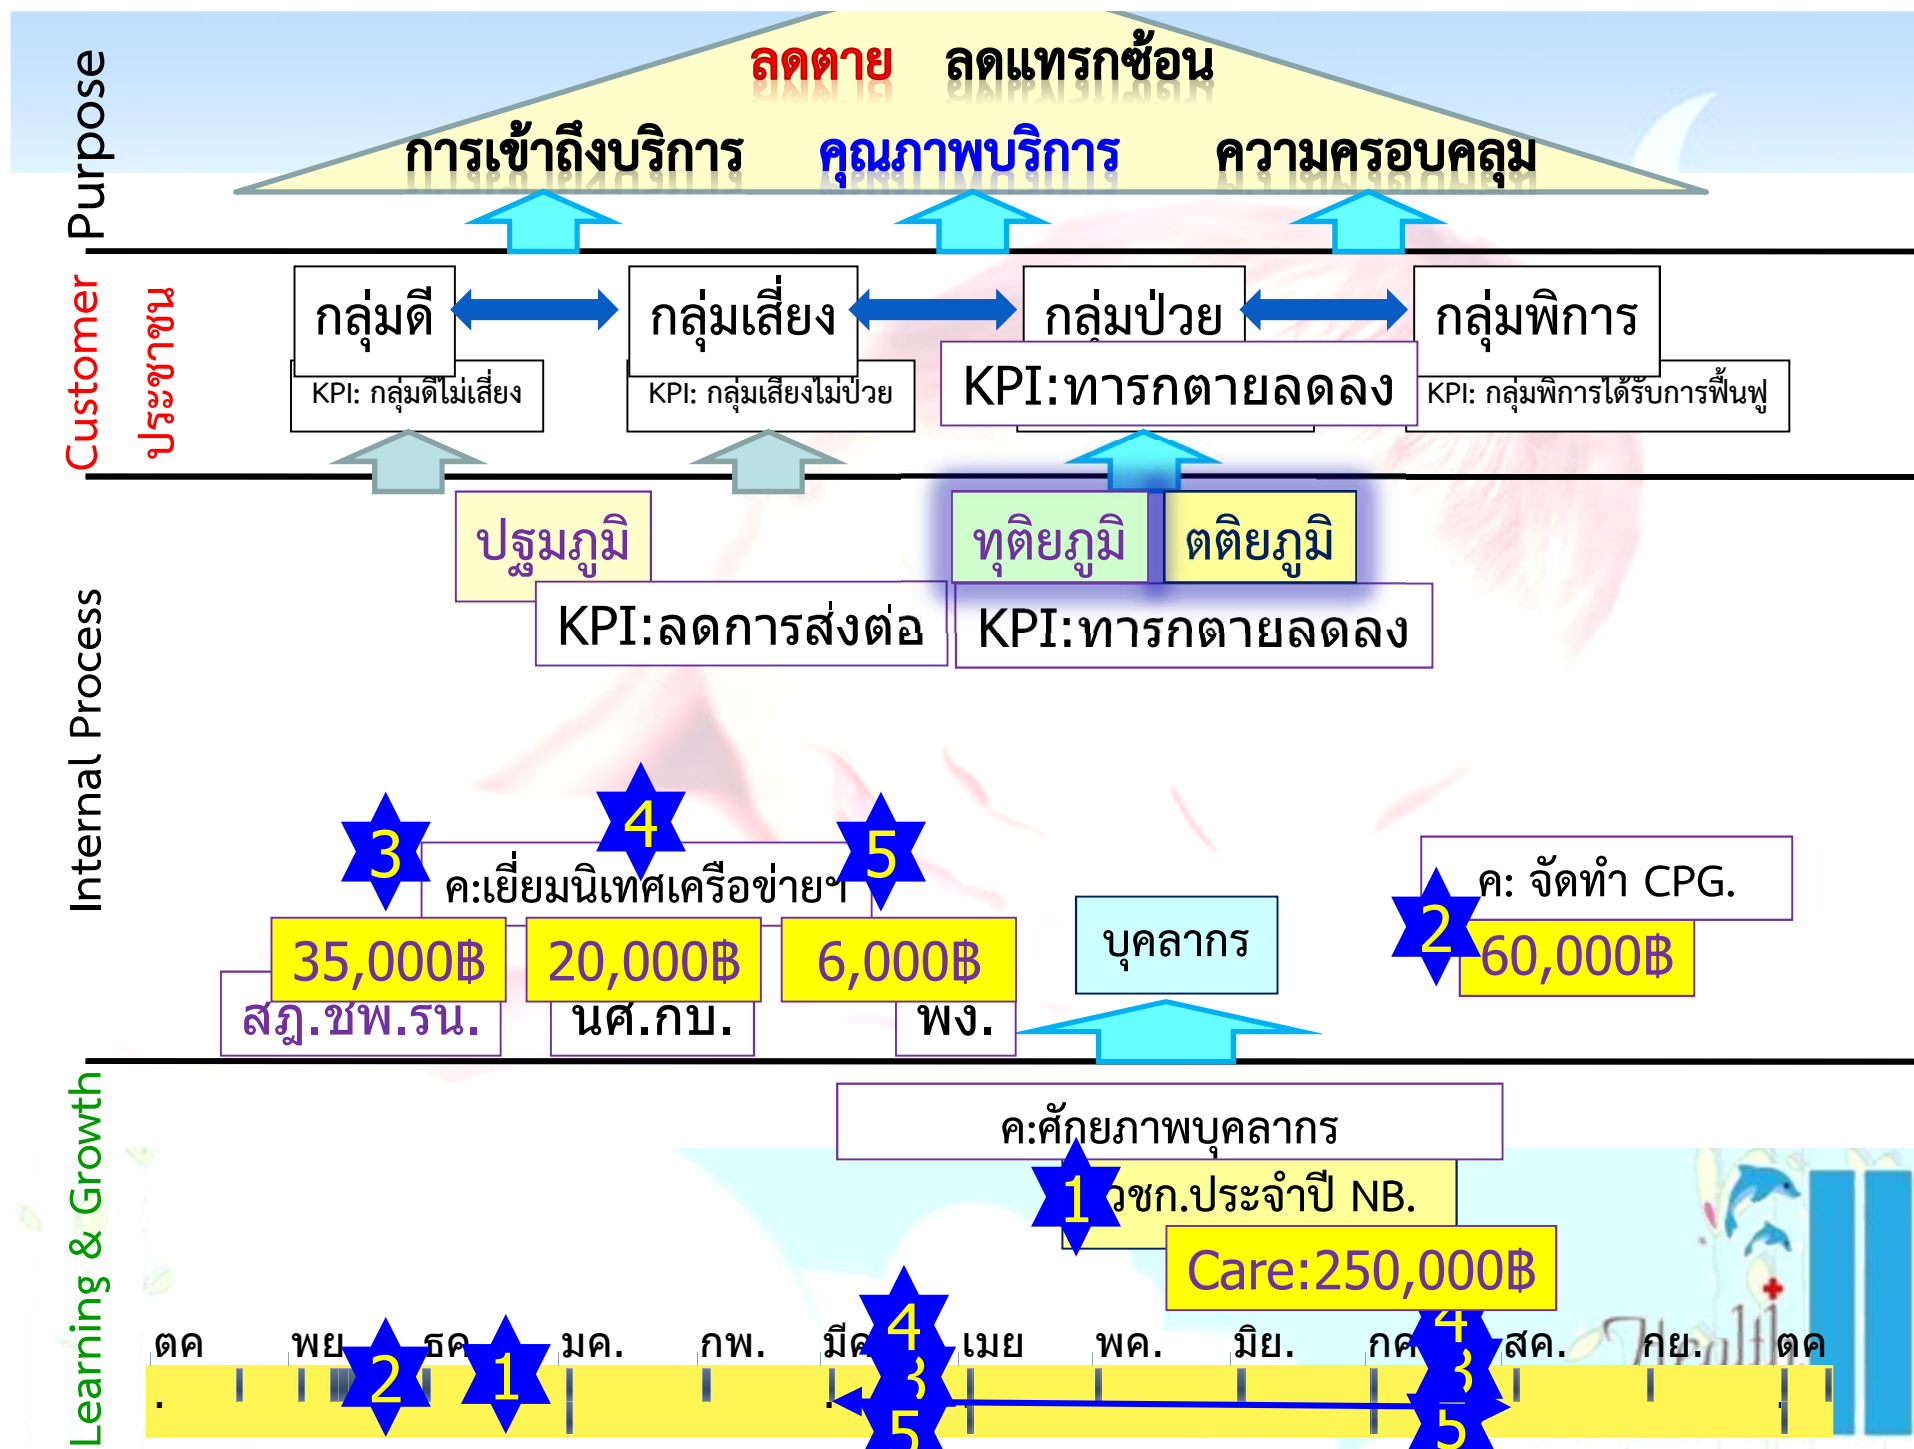 Purpose
ลดตาย ลดแทรกซ้อน
การเข้าถึงบริการ คุณภาพบริการ ความครอบคลุม
Customer
ประชาชน
กลุ่มดี กลุ่มเสี่ยง กลุ่มป่วย กลุ่มพิการ
KPI: กลุ่มดีไม่เสี่ยง KPI: กลุ่มเสี่ยงไม่ป่วย KPI:ทารกตายลดลง KPI: กลุ่มพิการได้รับการฟื้นฟู
Internal Process
ปฐมภูมิ ทุติยภูมิ ตติยภูมิ
KPI:ลดการส่งต่อ KPI:ทารกตายลดลง
3 4 5
ค:เยี่ยมนิเทศเครือข่ายฯ
ค: จัดทำ CPG.
2
35,000฿ 20,000฿ 6,000฿ บุคลากร 60,000฿
สฎ.ชพ.รน. นศ.กบ. พง.
Learning & Growth
ค:ศักยภาพบุคลากร
1 วชก.ประจำปี NB.
Care:250,000฿
4 4
ตค. พย ธค มค. กพ. มีค. เมย พค. มิย. กค สค. กย. ตค.
2 1 3 3
5 5